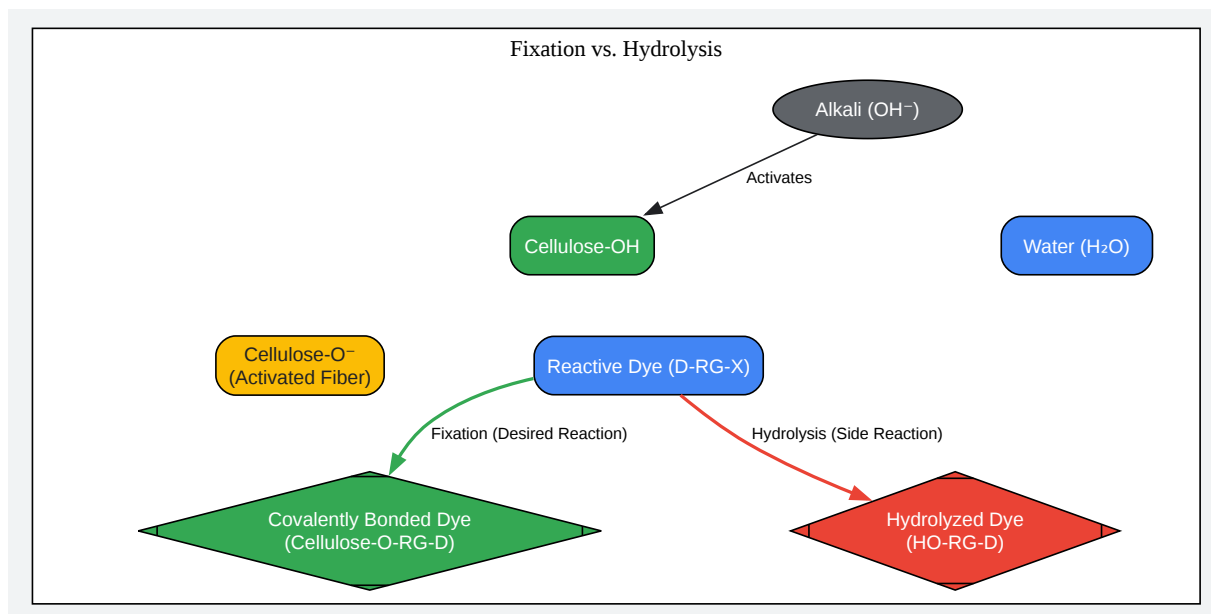 Fixation vs. Hydrolysis
Alkali (OH⁻)
Activates
Cellulose-OH
Water (H₂O)
Cellulose-O⁻
(Activated Fiber)
Reactive Dye (D-RG-X)
Fixation (Desired Reaction)
Hydrolysis (Side Reaction)
Covalently Bonded Dye
(Cellulose-O-RG-D)
Hydrolyzed Dye
(HO-RG-D)